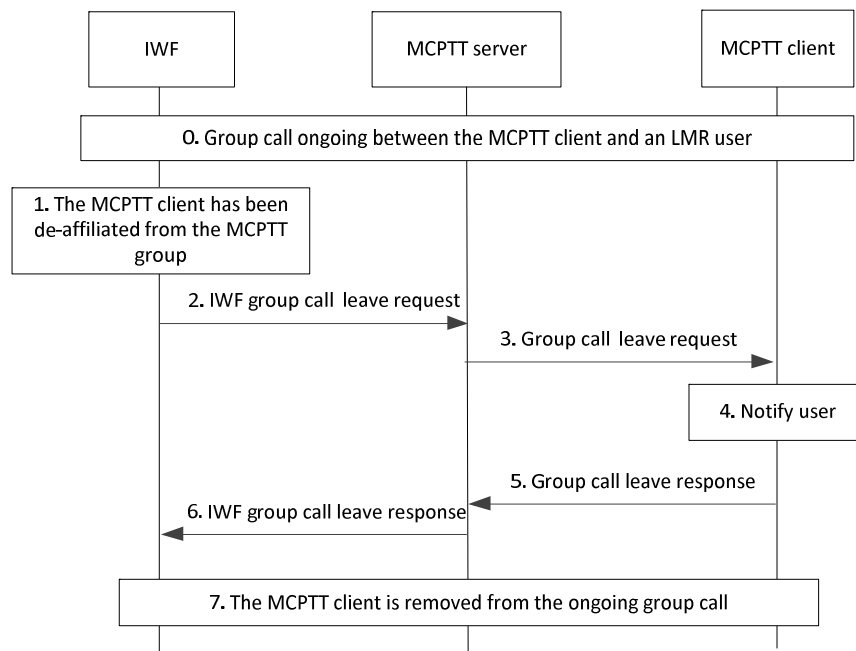 IWF
MCPTT server
MCPTT client
0. Group call ongoing between the MCPTT client and an LMR user
1. The MCPTT client has been
de-affiliated from the MCPTT
group
2. IWF group call leave request
3. Group call leave request
4. Notify user
5. Group call leave response
6. IWF group call leave response
7. The MCPTT client is removed from the ongoing group call